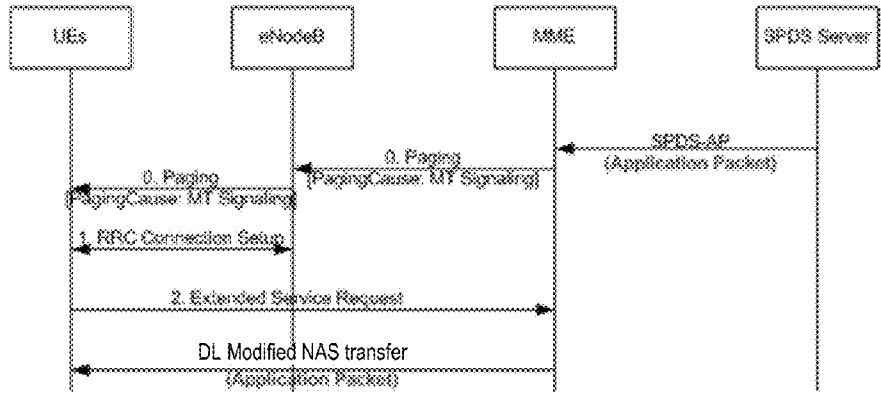 UEs
eNodeB
MME
SPDS Server
SPDS-AP
(Application Packet)
0. Paging
[PagingCause: MT Signaling]
0. Paging
[PagingCause: MT Signaling]
1. RRC Connection Setup
2. Extended Service Request
DL Modified NAS transfer
(Application Packet)